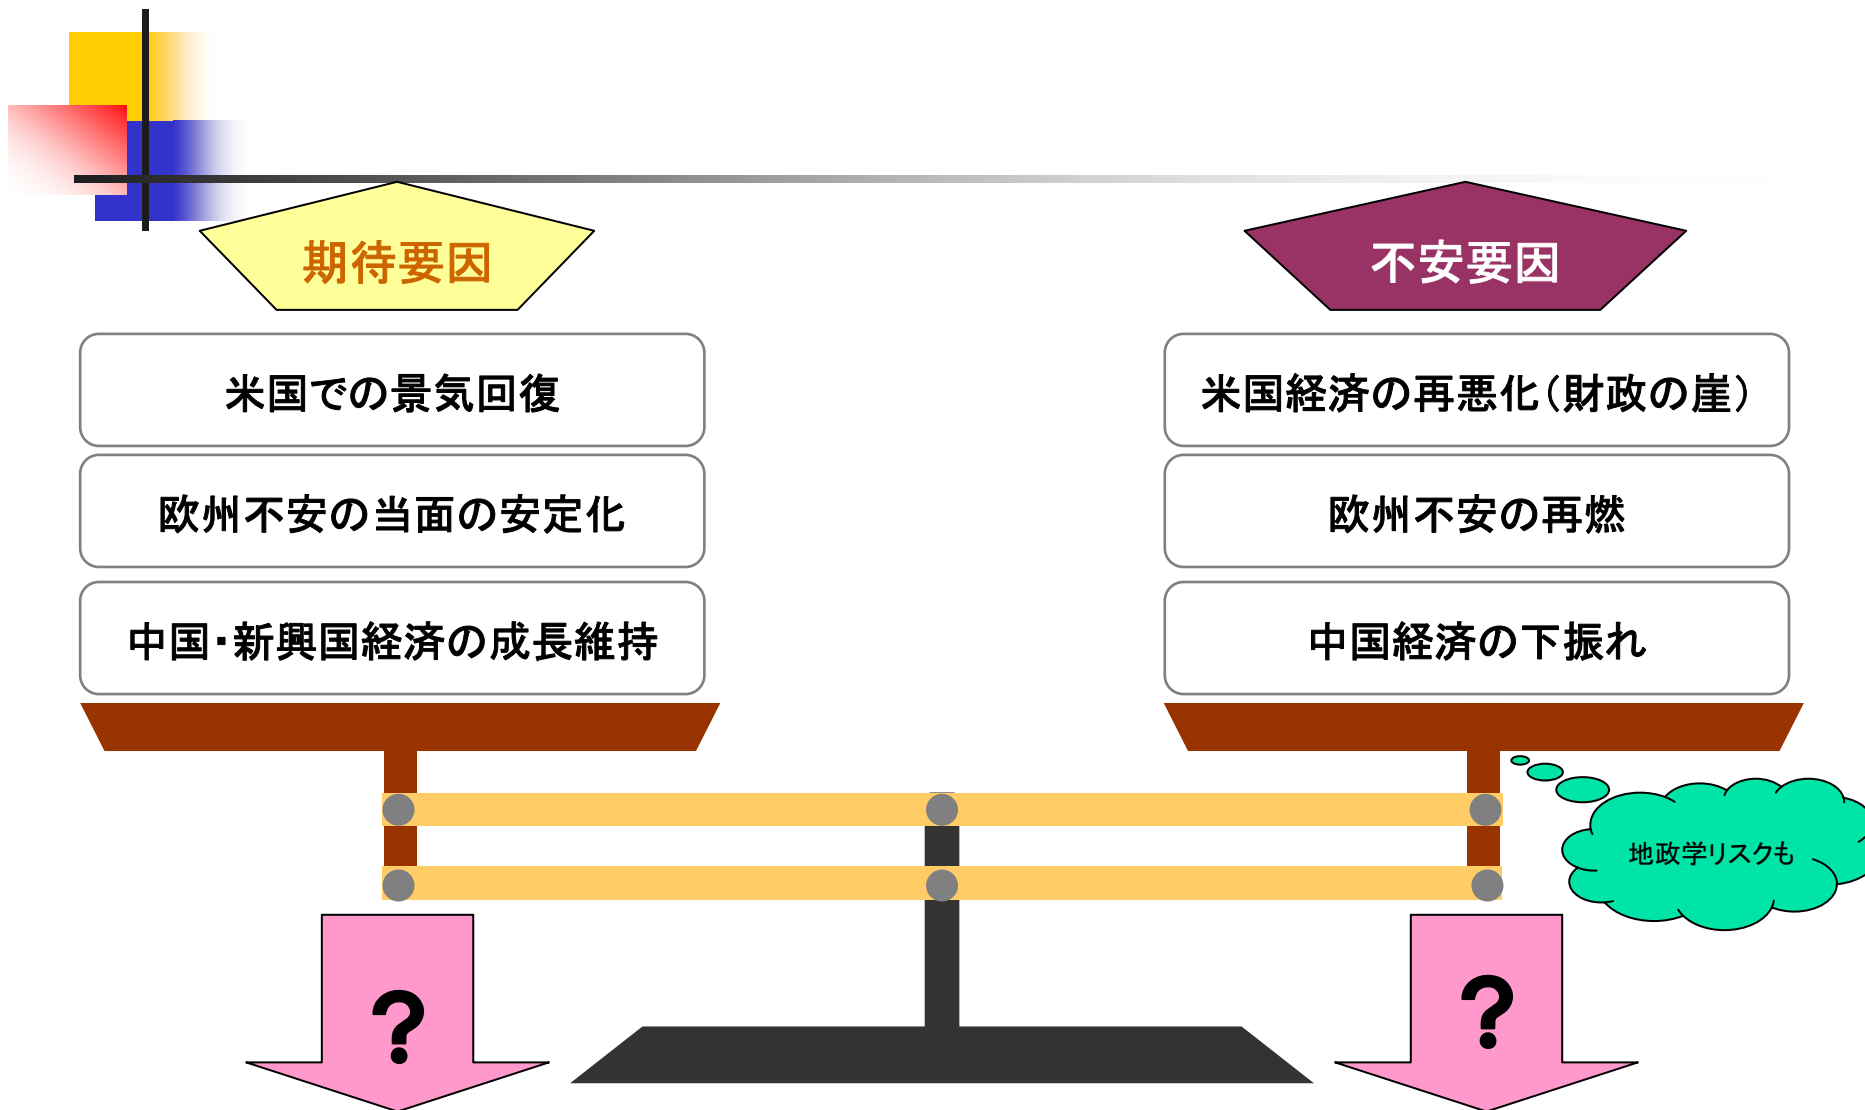 期待要因
不安要因
米国での景気回復
米国経済の再悪化(財政の崖)
欧州不安の当面の安定化
欧州不安の再燃
中国・新興国経済の成長維持
中国経済の下振れ
地政学リスクも
?
?